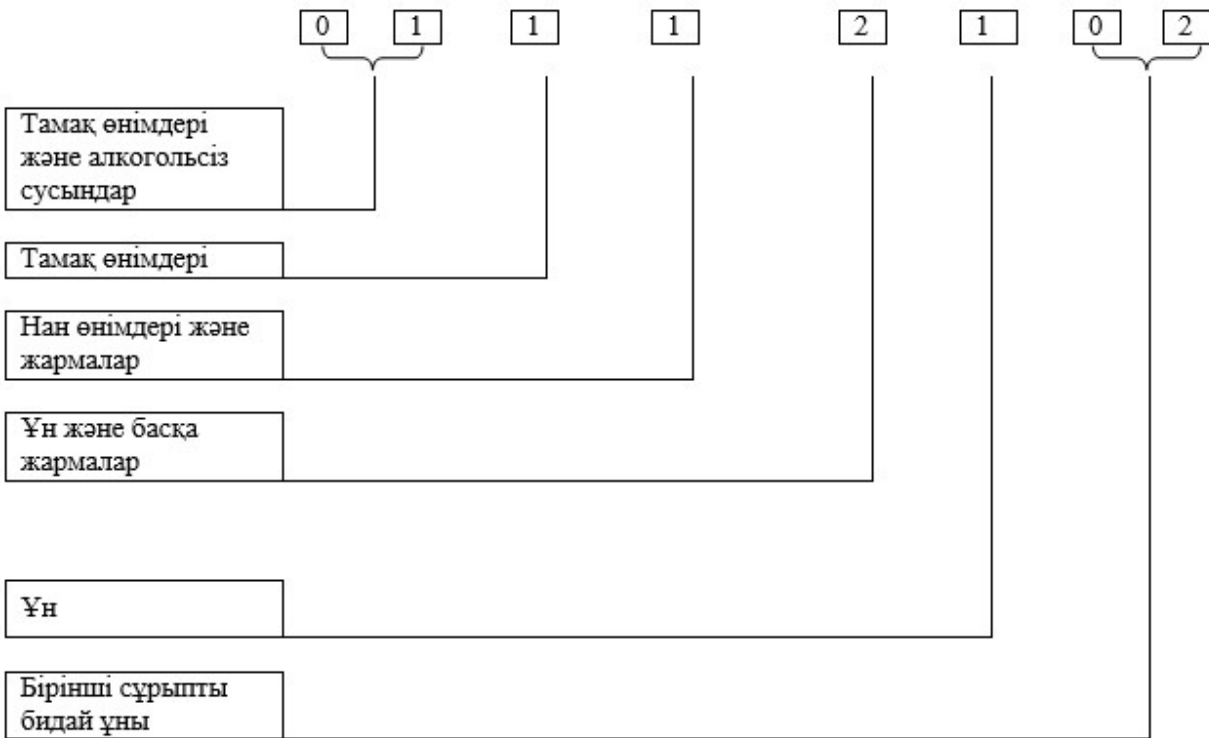 0 1 1 1 2 1 0 2
Тамақ өнімдері
және алкогольсіз
сусындар
Тамақ өнімдері
Нан өнімдері және
жармалар
Ұн және басқа
жармалар
Ұн
Бірінші сұрыпты
бидай ұны